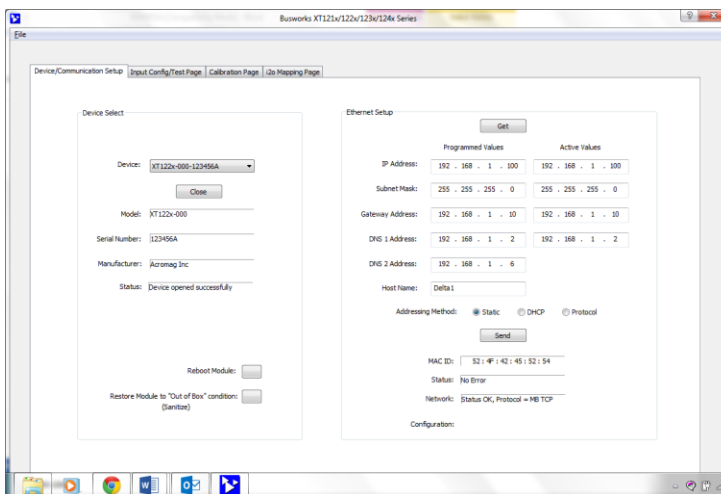 Busworks XT121x/122x/123x/124x Series
File
Device/Communication Setup
Input Config/Test Page
Calibration Page
i2o Mapping Page
Device Select
Device:
XT122x-000-123456A
Close
Model:
XT122x-000
Serial Number:
123456A
Manufacturer:
Acromag Inc
Status:
Device opened successfully
Reboot Module:
Restore Module to "Out of Box" condition:
(Sanitize)
Ethernet Setup
Get
Programmed Values
Active Values
IP Address:
192 . 168 . 1 . 100
192 . 168 . 1 . 100
Subnet Mask:
255 . 255 . 255 . 0
255 . 255 . 255 . 0
Gateway Address:
192 . 168 . 1 . 10
192 . 168 . 1 . 10
DNS 1 Address:
192 . 168 . 1 . 2
192 . 168 . 1 . 2
DNS 2 Address:
192 . 168 . 1 . 6
Host Name:
Delta1
Addressing Method:
Static
DHCP
Protocol
Send
MAC ID:
52 : 4F : 42 : 45 : 52 : 54
Status:
No Error
Network:
Status OK, Protocol = MB TCP
Configuration: